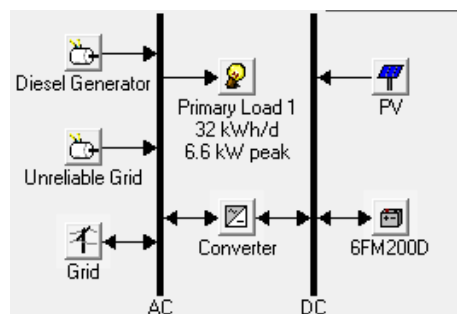 Diesel Generator
Primary Load 1
32 kWh/d
6.6 kW peak
PV
Unreliable Grid
Grid
Converter
6FM200D
AC
DC